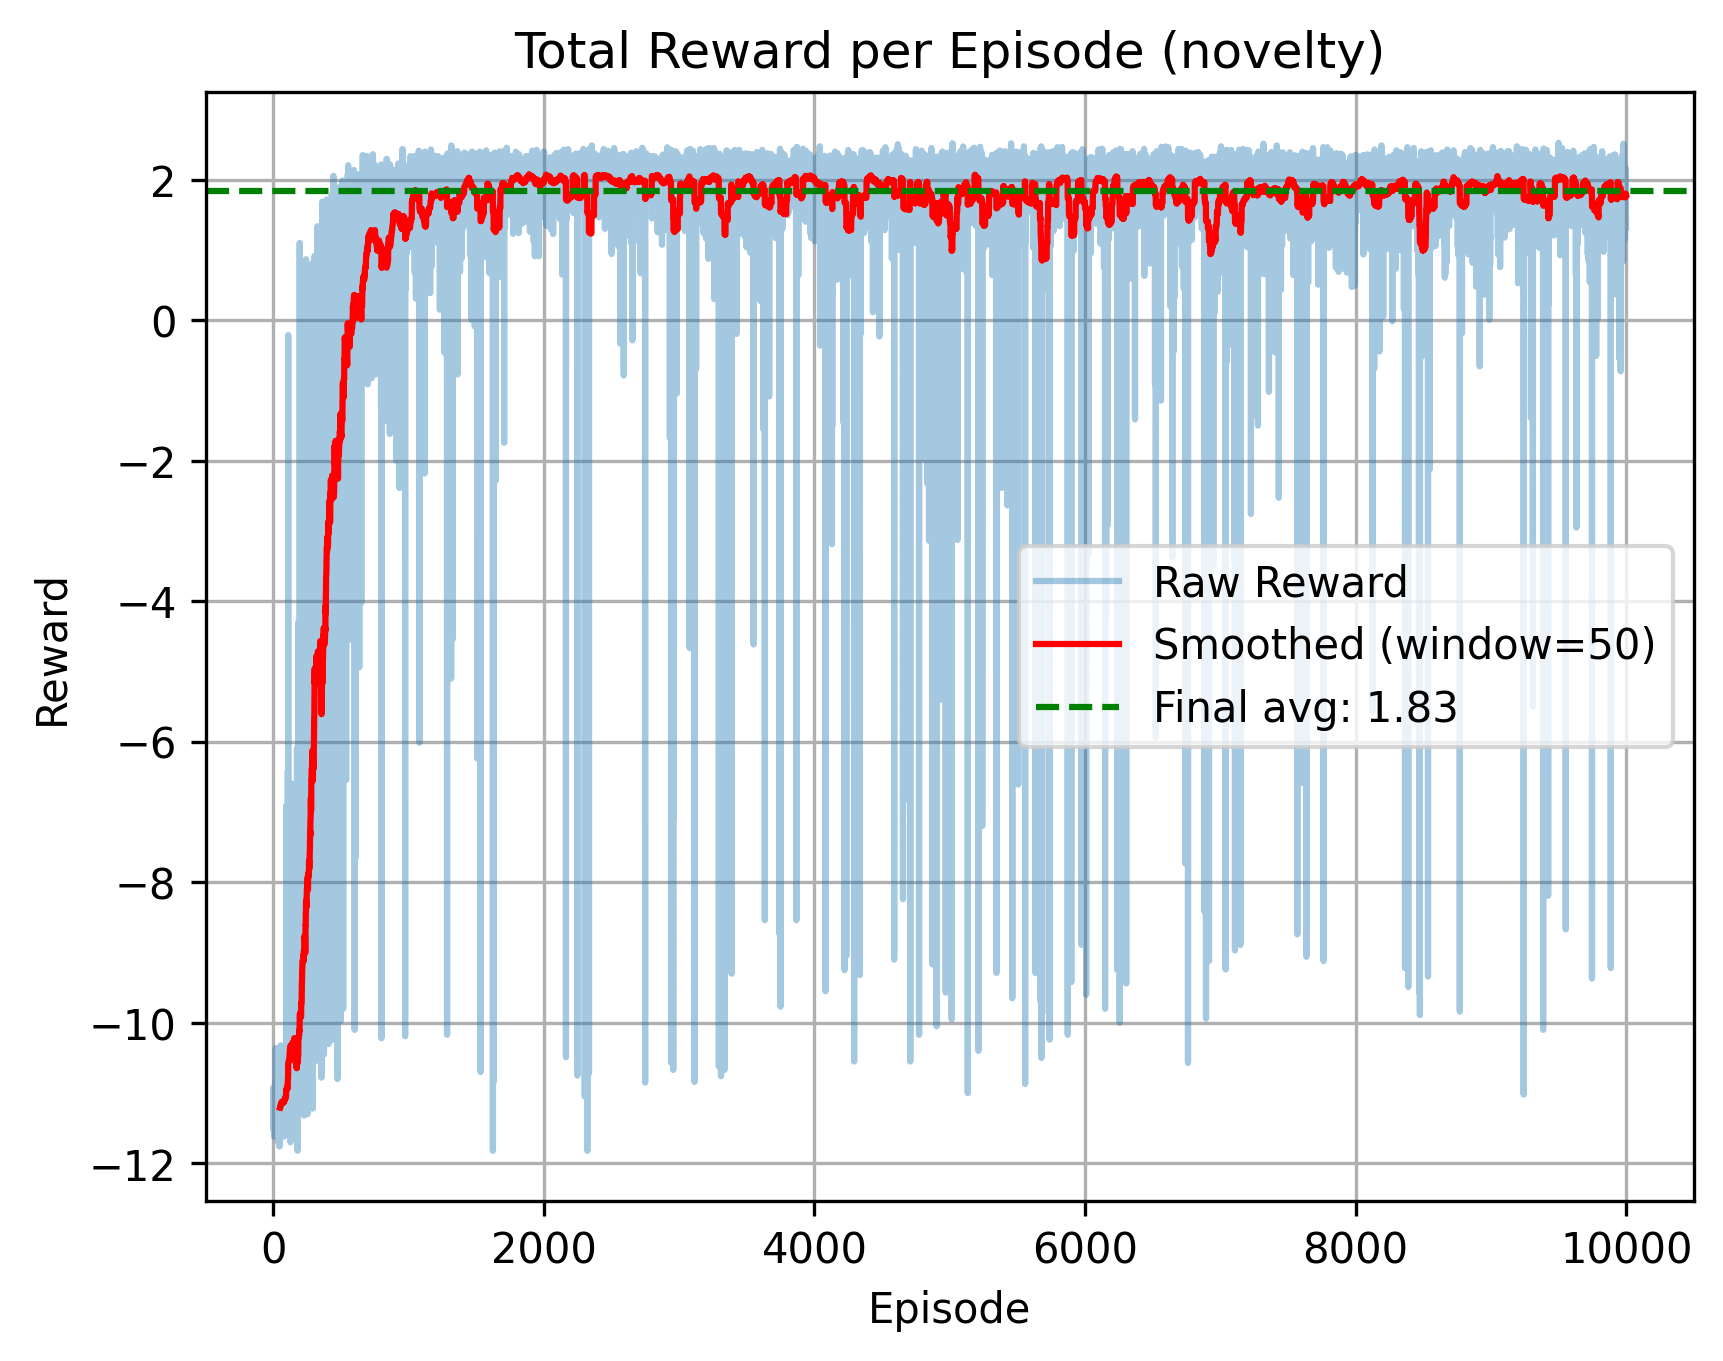 Total Reward per Episode (novelty)
Reward
2
0
−2
−4
−6
−8
−10
−12
Raw Reward
Smoothed (window=50)
Final avg: 1.83
0 2000 4000 6000 8000 10000
Episode